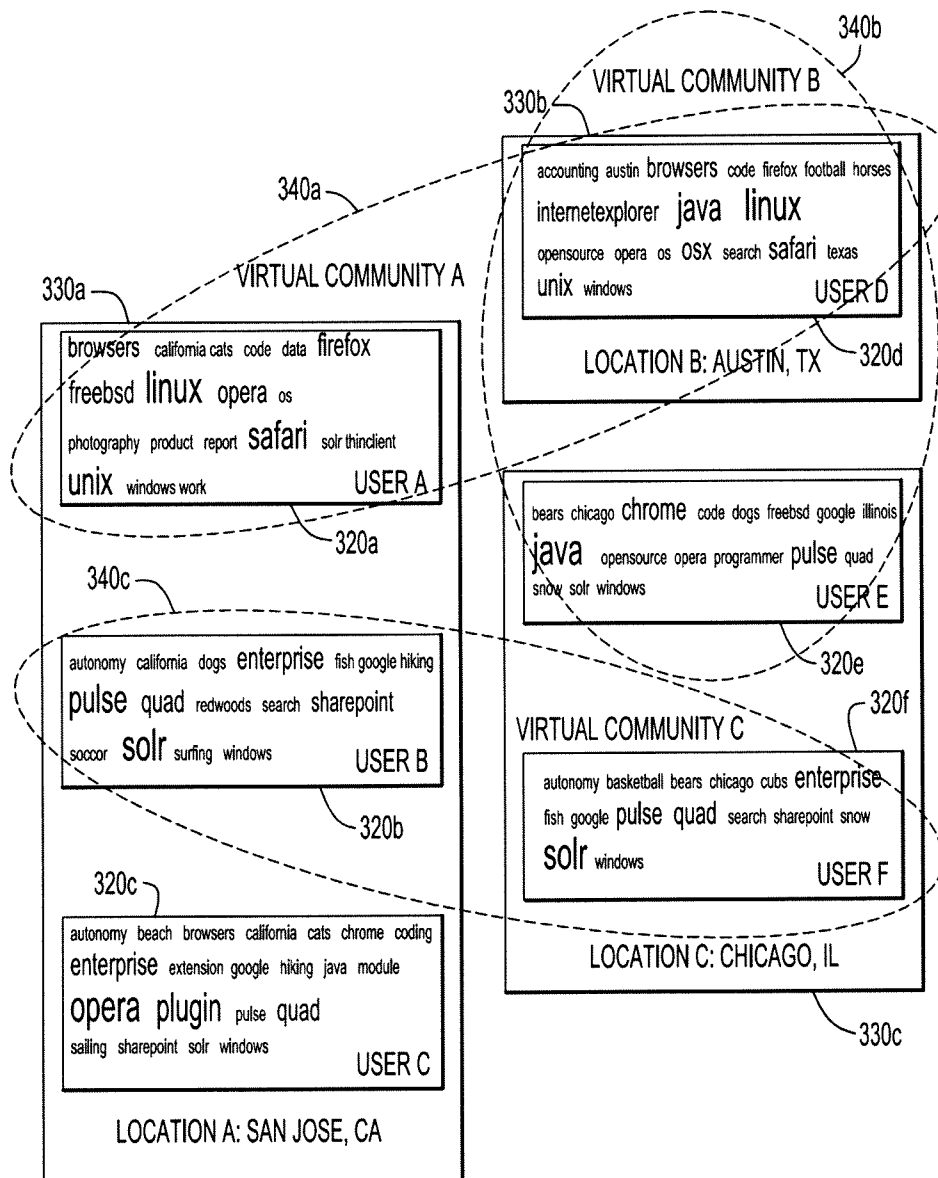 340b
VIRTUAL COMMUNITY B
330b
accounting austin browsers code firefox football horses
internetexplorer java linux
opensource opera os osx search safari texas
unix windows
USER D
320d
LOCATION B: AUSTIN, TX
340a
VIRTUAL COMMUNITY A
330a
browsers california cats code data firefox
freebsd linux opera os
photography product report safari solr thinclient
unix windows work
USER A
320a
bears chicago chrome code dogs freebsd google illinois
java opensource opera programmer pulse quad
snow solr windows
USER E
320e
340c
autonomy california dogs enterprise fish google hiking
pulse quad redwoods search sharepoint
soccor solr surfing windows
USER B
320b
320f
VIRTUAL COMMUNITY C
autonomy basketball bears chicago cubs enterprise
fish google pulse quad search sharepoint snow
solr windows
USER F
LOCATION C: CHICAGO, IL
330c
320c
autonomy beach browsers california cats chrome coding
enterprise extension google hiking java module
opera plugin pulse quad
sailing sharepoint solr windows
USER C
LOCATION A: SAN JOSE, CA